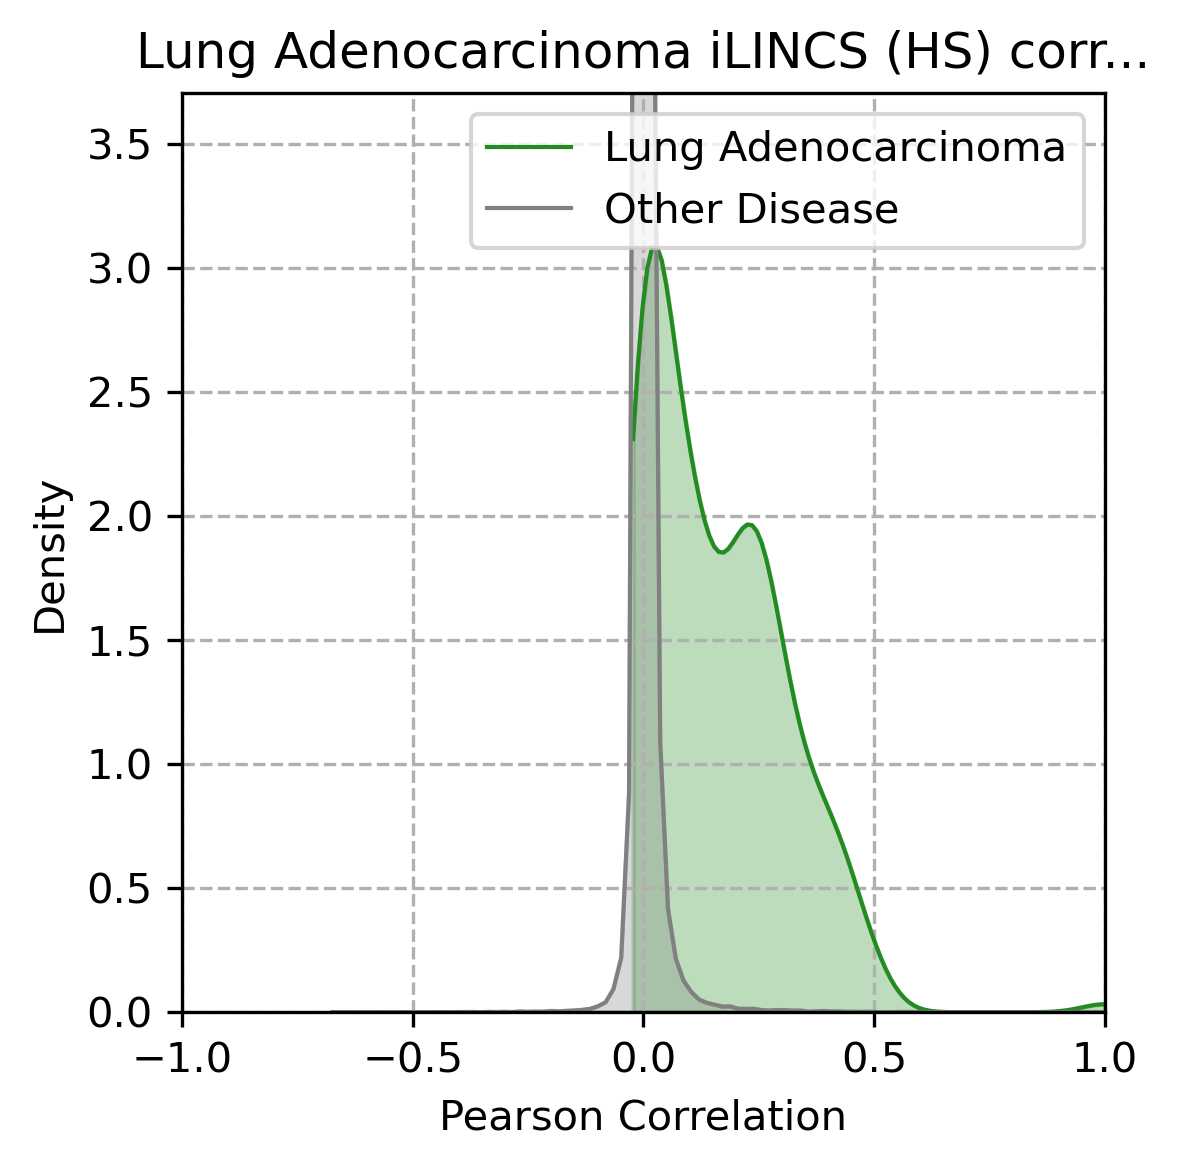 Lung Adenocarcinoma iLINCS (HS) corr...
Lung Adenocarcinoma
Other Disease
Density
3.5
3.0
2.5
2.0
1.5
1.0
0.5
0.0
−1.0 −0.5 0.0 0.5 1.0
Pearson Correlation